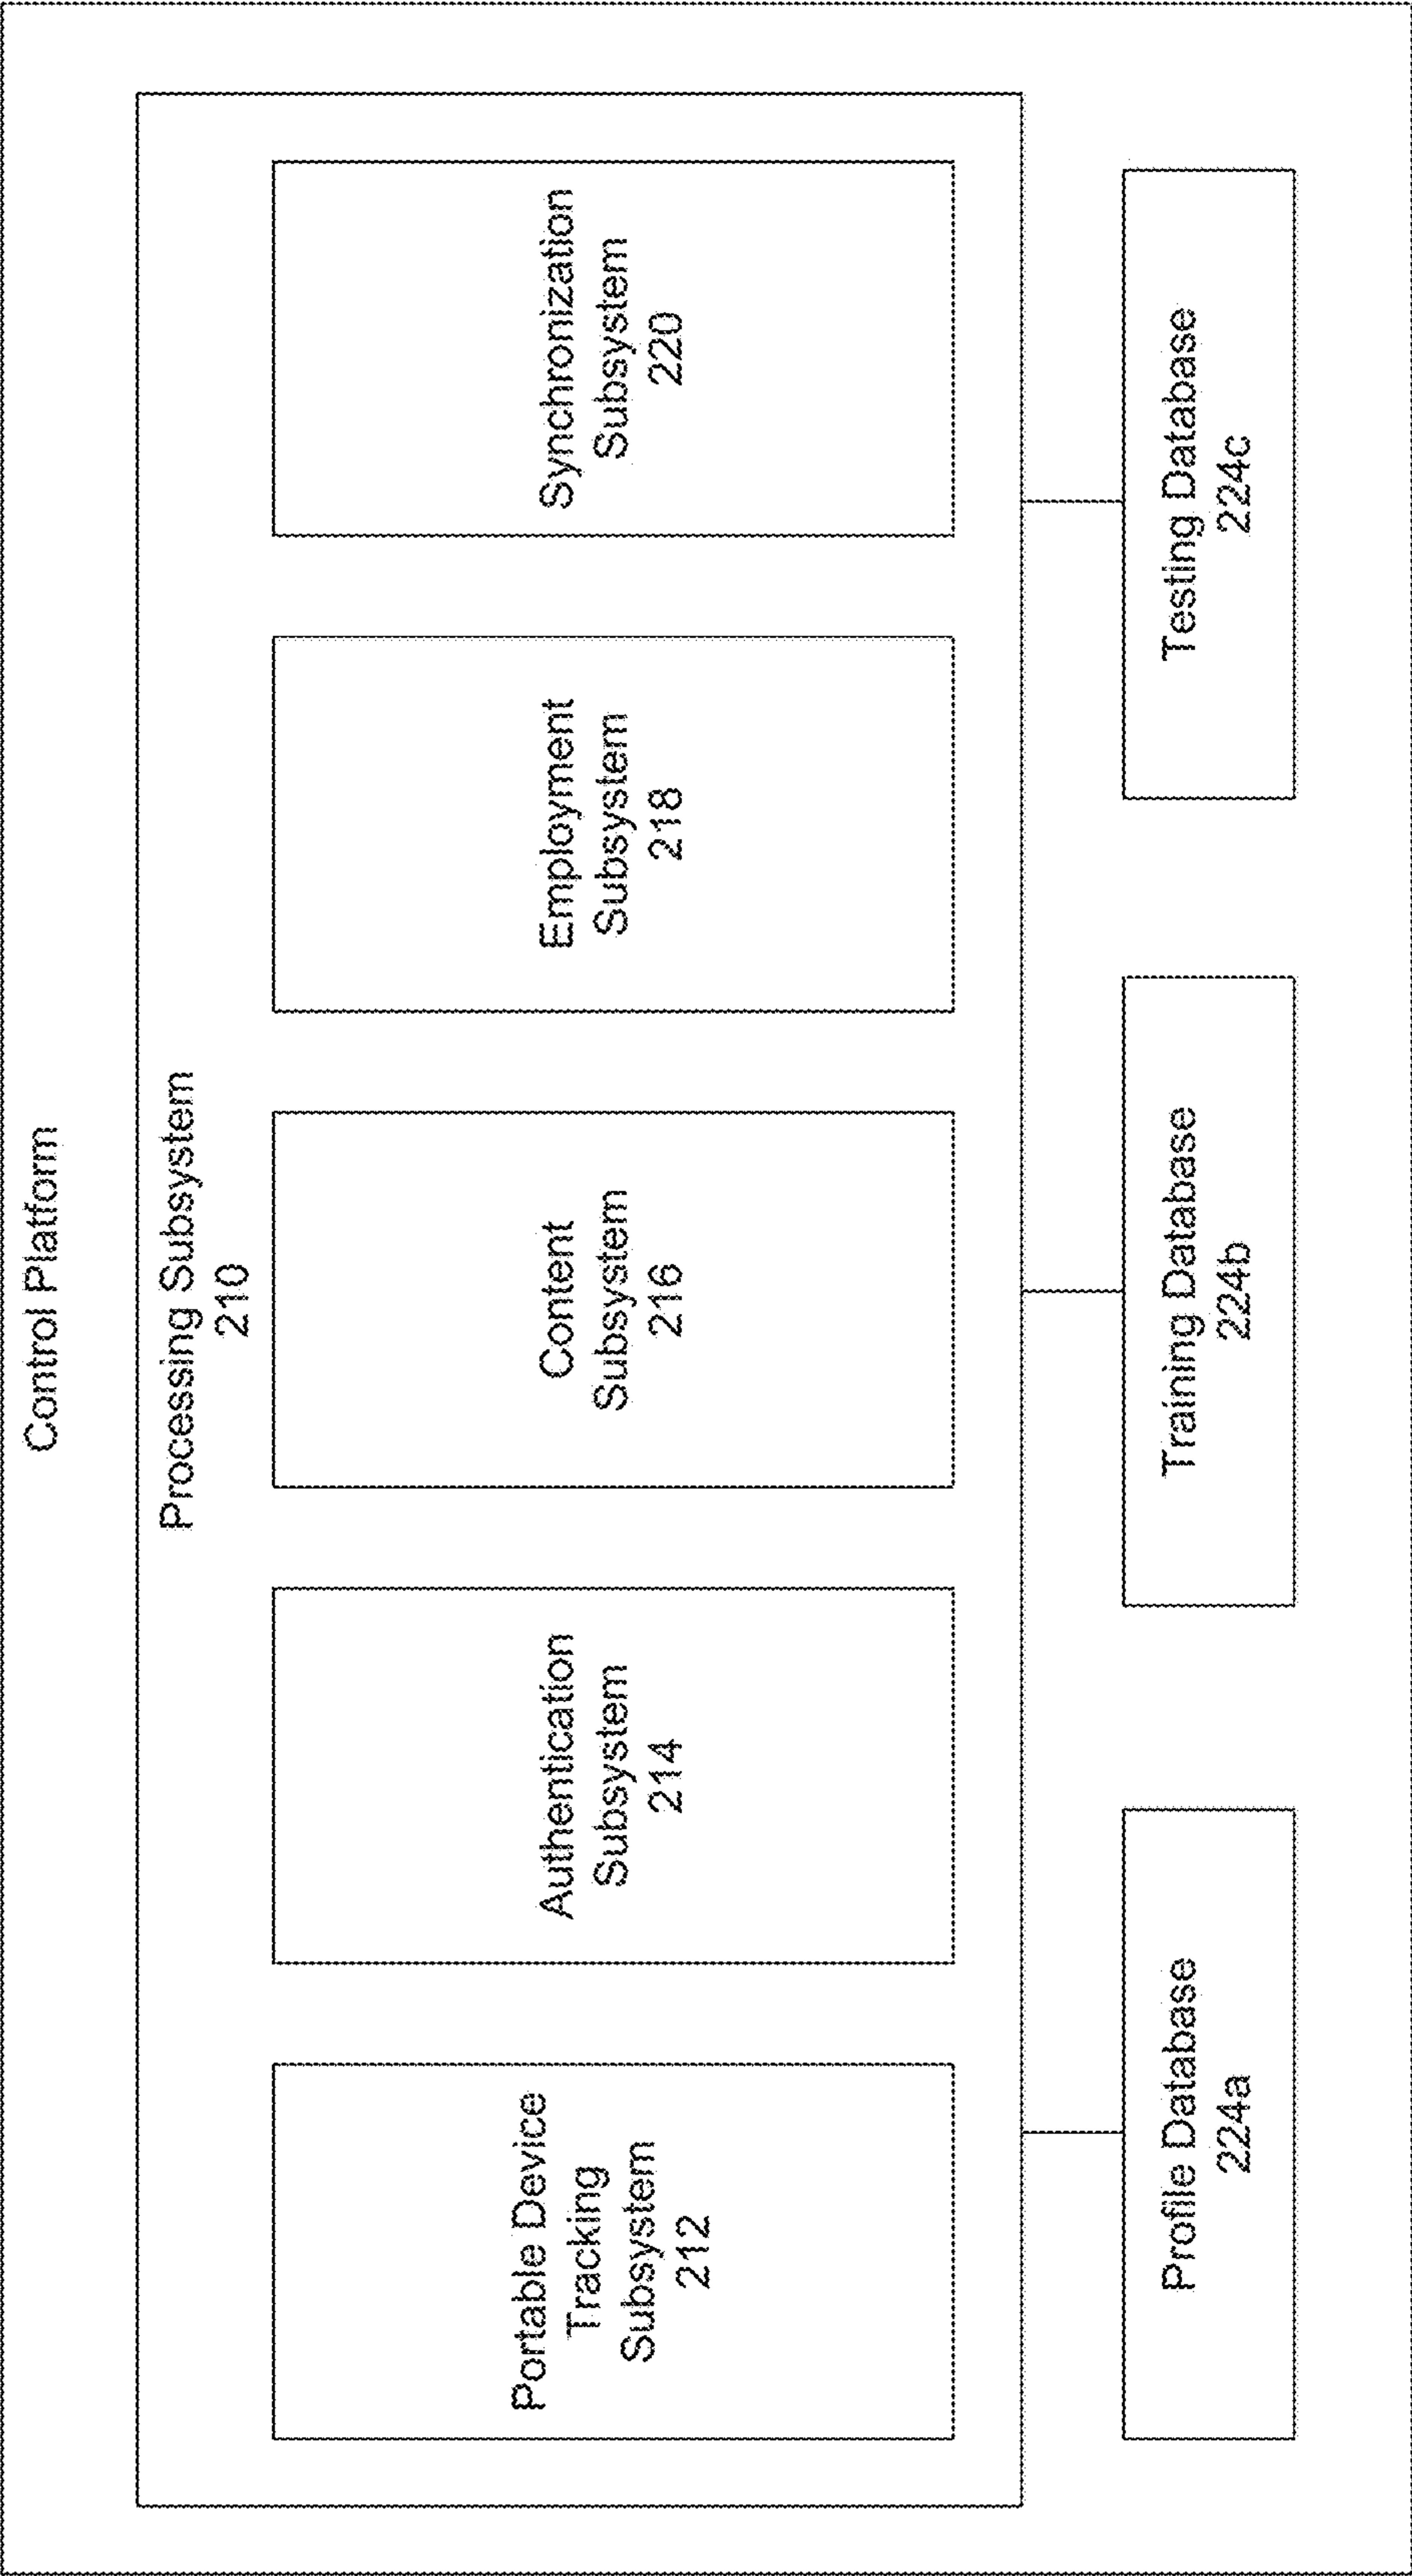 Control Platform
Processing Subsystem
210
Portable Device
Tracking
Subsystem
212
Authentication
Subsystem
214
Content
Subsystem
216
Employment
Subsystem
218
Synchronization
Subsystem
220
Profile Database
224a
Training Database
224b
Testing Database
224c